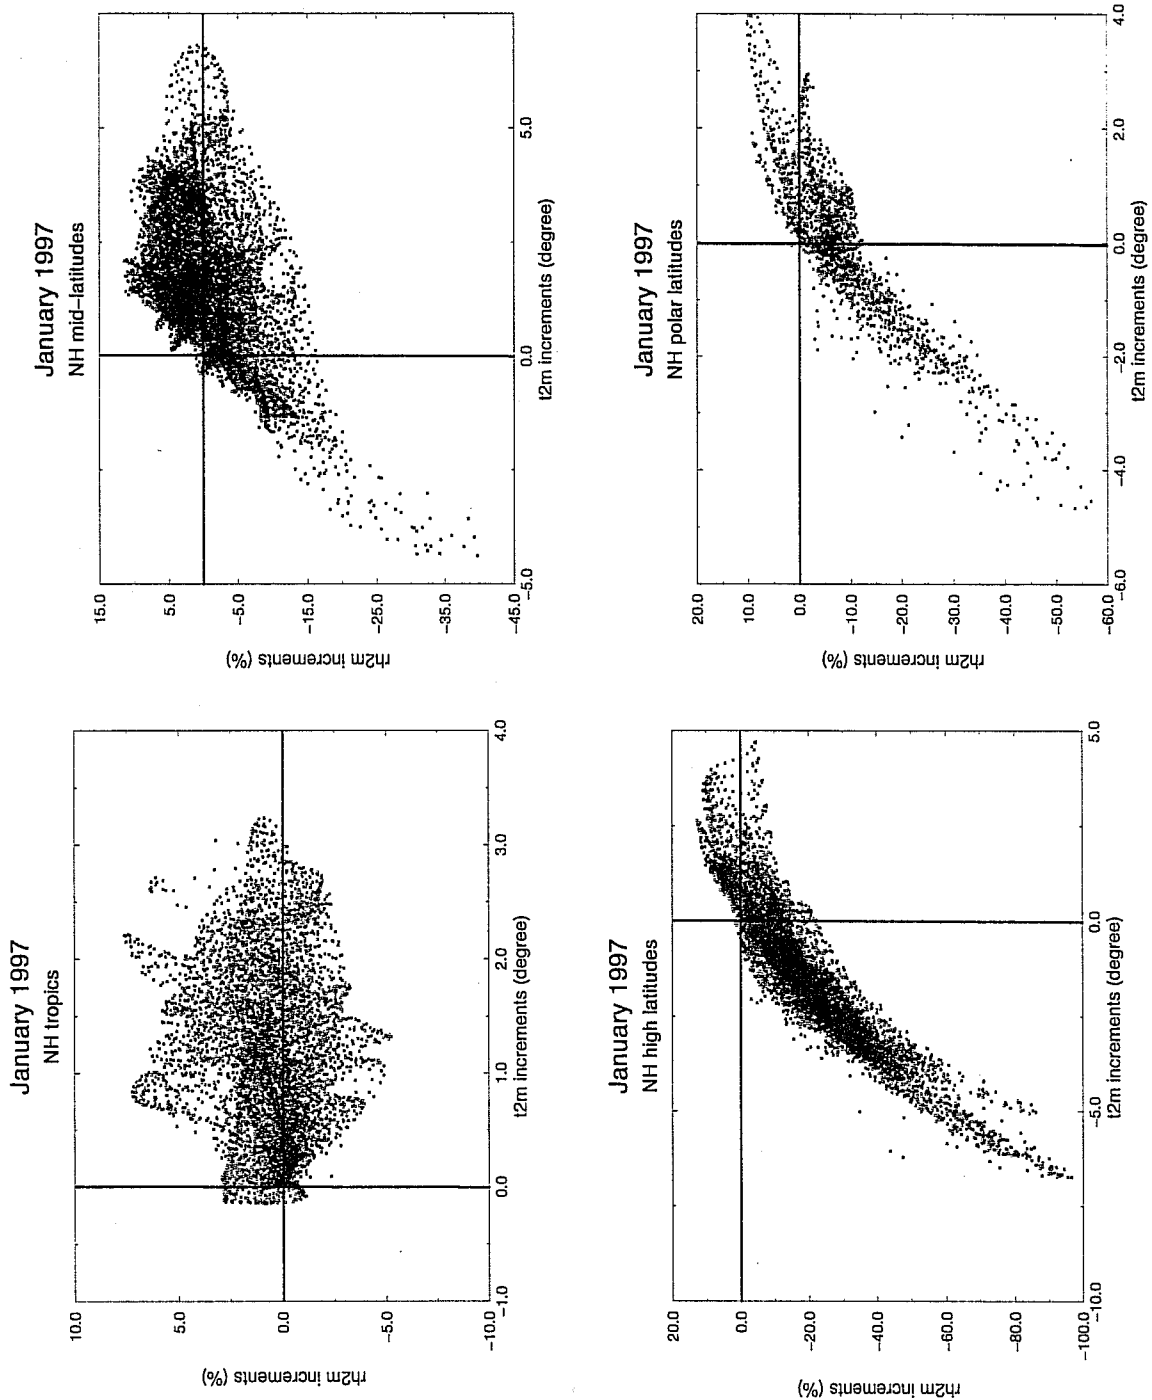 January 1997
NH tropics
10.0
5.0
0.0
−5.0
−10.0
−1.0
0.0
1.0
2.0
3.0
4.0
rh2m increments (%)
t2m increments (degree)
January 1997
NH mid−latitudes
15.0
5.0
−5.0
−15.0
−25.0
−35.0
−45.0
−5.0
0.0
5.0
rh2m increments (%)
t2m increments (degree)
January 1997
NH high latitudes
20.0
0.0
−20.0
−40.0
−60.0
−80.0
−100.0
−10.0
−5.0
0.0
5.0
rh2m increments (%)
t2m increments (degree)
January 1997
NH polar latitudes
20.0
10.0
0.0
−10.0
−20.0
−30.0
−40.0
−50.0
−60.0
−6.0
−4.0
−2.0
0.0
2.0
4.0
rh2m increments (%)
t2m increments (degree)